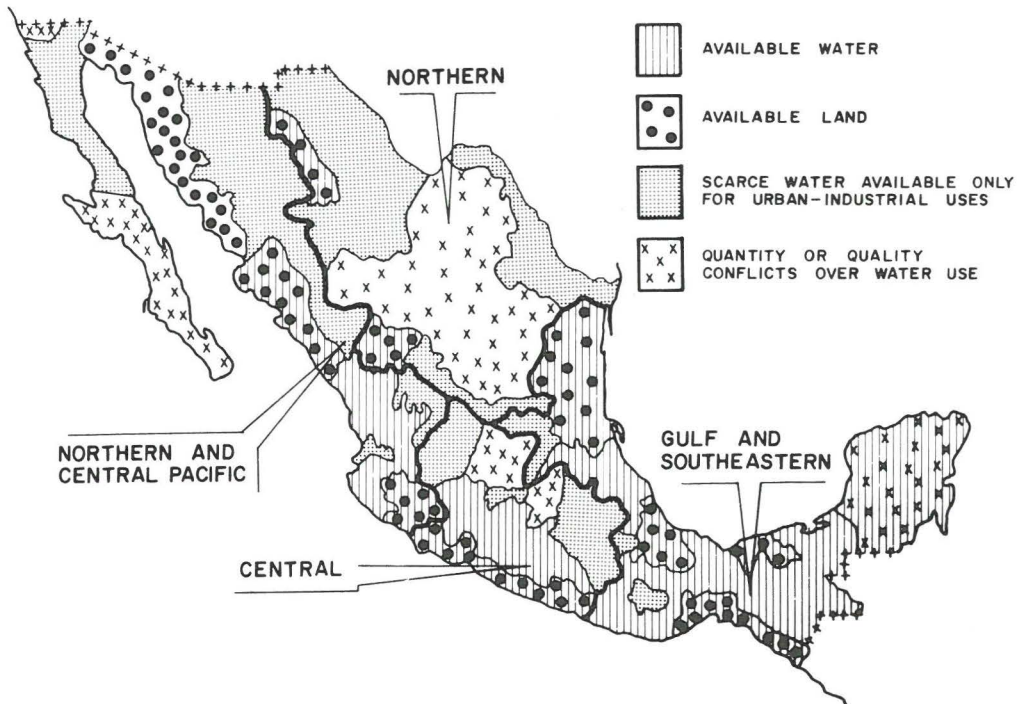 NORTHERN
NORTHERN AND
CENTRAL PACIFIC
CENTRAL
GULF AND
SOUTHEASTERN
AVAILABLE WATER
AVAILABLE LAND
SCARCE WATER AVAILABLE ONLY
FOR URBAN-INDUSTRIAL USES
QUANTITY OR QUALITY
CONFLICTS OVER WATER USE